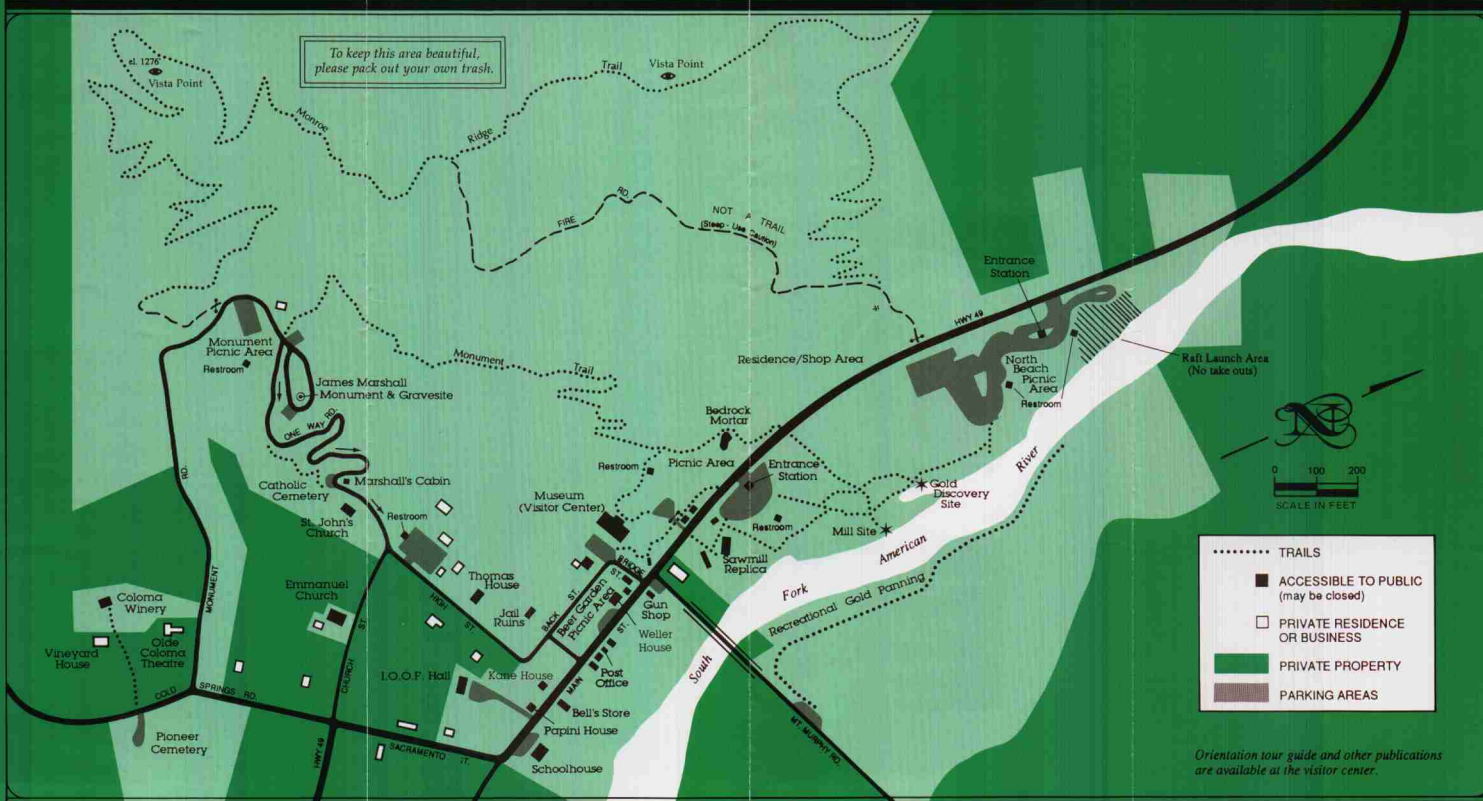 To keep this area beautiful,
please pack out your own trash.
el. 1276'
Vista Point
Vista Point
Monroe
Ridge
Trail
FIRE
RD.
NOT A TRAIL
(Steep - Use Caution)
Entrance
Station
HWY 49
Residence/Shop Area
North
Beach
Picnic
Area
Restroom
Raft Launch Area
(No take outs)
N
0 100 200
SCALE IN FEET
Monument
Picnic Area
Restroom
James Marshall
Monument & Gravesite
ONE WAY RD.
Monument
Trail
Bedrock
Mortar
Restroom
Picnic Area
Entrance
Station
Restroom
Gold
Discovery
Site
Mill Site
Sawmill
Replica
South
Fork
American
River
Recreational Gold Panning
Catholic
Cemetery
Marshall's Cabin
St. John's
Church
Restroom
Museum
(Visitor Center)
Thomas
House
Jail
Ruins
BACK ST.
Beer Garden
Picnic Area
BRIDGE
ST.
Gun
Shop
Weller
House
Post
Office
MAIN ST.
HIGH ST.
Emmanuel
Church
CHURCH ST.
I.O.O.F. Hall
Kane House
Bell's Store
Papini House
Schoolhouse
MT. MURPHY RD.
MONUMENT RD.
Coloma
Winery
Vineyard
House
Olde
Coloma
Theatre
COLD SPRINGS RD.
Pioneer
Cemetery
HWY 49
SACRAMENTO ST.
TRAILS
ACCESSIBLE TO PUBLIC
(may be closed)
PRIVATE RESIDENCE
OR BUSINESS
PRIVATE PROPERTY
PARKING AREAS
Orientation tour guide and other publications
are available at the visitor center.